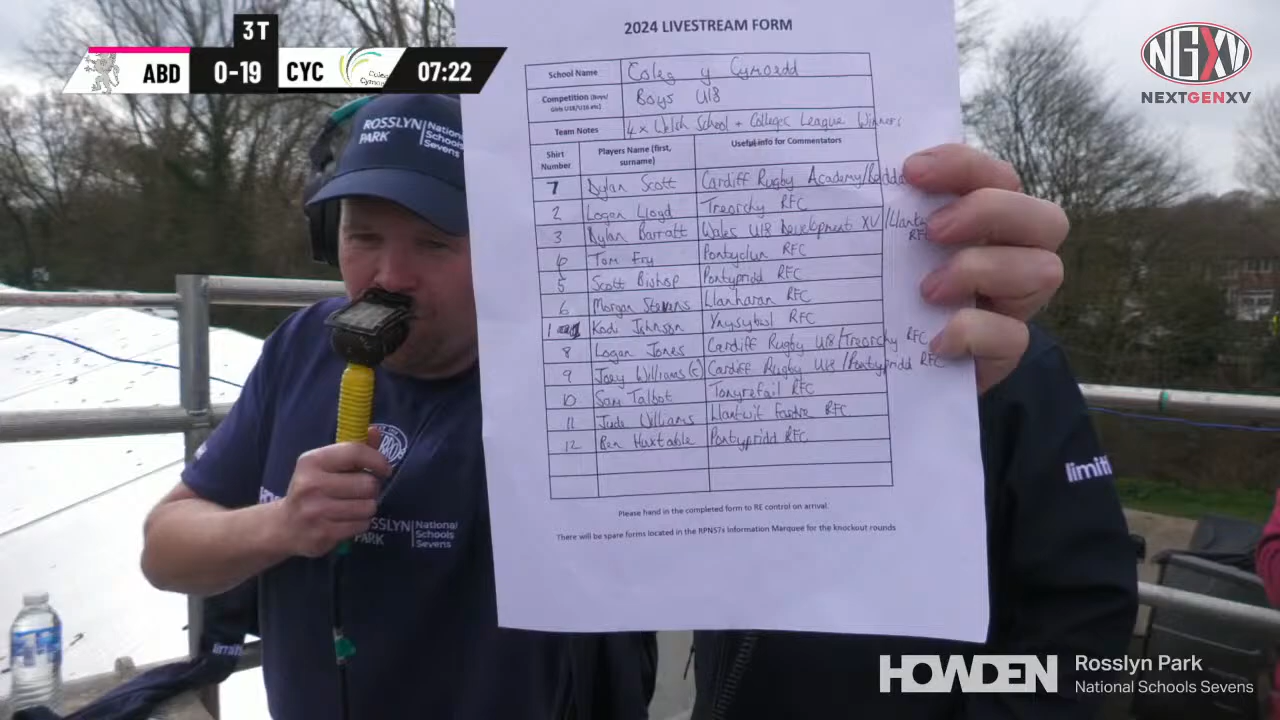 3 T
ABD 0-19 CYC 07:22
NGXV
NEXTGENXV
ROSSLYN PARK National Schools Sevens
2024 LIVESTREAM FORM
School Name Coleg y Cymoedd
Competition (Boys/ Girls U18/U16 etc) Boys U18
Team Notes 4x Welsh School + Colleges League Winners
Shirt Number Players Name (first, surname) Useful info for Commentators
7 Dylan Scott Cardiff Rugby Academy/
2 Logan Lloyd Treorchy RFC
3 Dylan Barratt Wales U18 Development XV/ RFC
Tom Fry Pontyclun RFC
5 Scott Bishop Pontypridd RFC
6 Morgan Stevens Llanharan RFC
1 Kodi Johnson Ynysybwl RFC
8 Logan Jones Cardiff Rugby U18/Treorchy RFC
9 Joey Williams (c) Cardiff Rugby U18/Pontypridd RFC
10 Sam Talbot Tonyrefail RFC
11 Jude Williams Llantwit Fardre RFC
12 Ben Huxtable Pontypridd RFC
Please hand in the completed form to RE control on arrival.
There will be spare forms located in the RPNS7s Information Marquee for the knockout rounds
ROSSLYN PARK National Schools Sevens
limiti
limiti
HOWDEN Rosslyn Park
National Schools Sevens